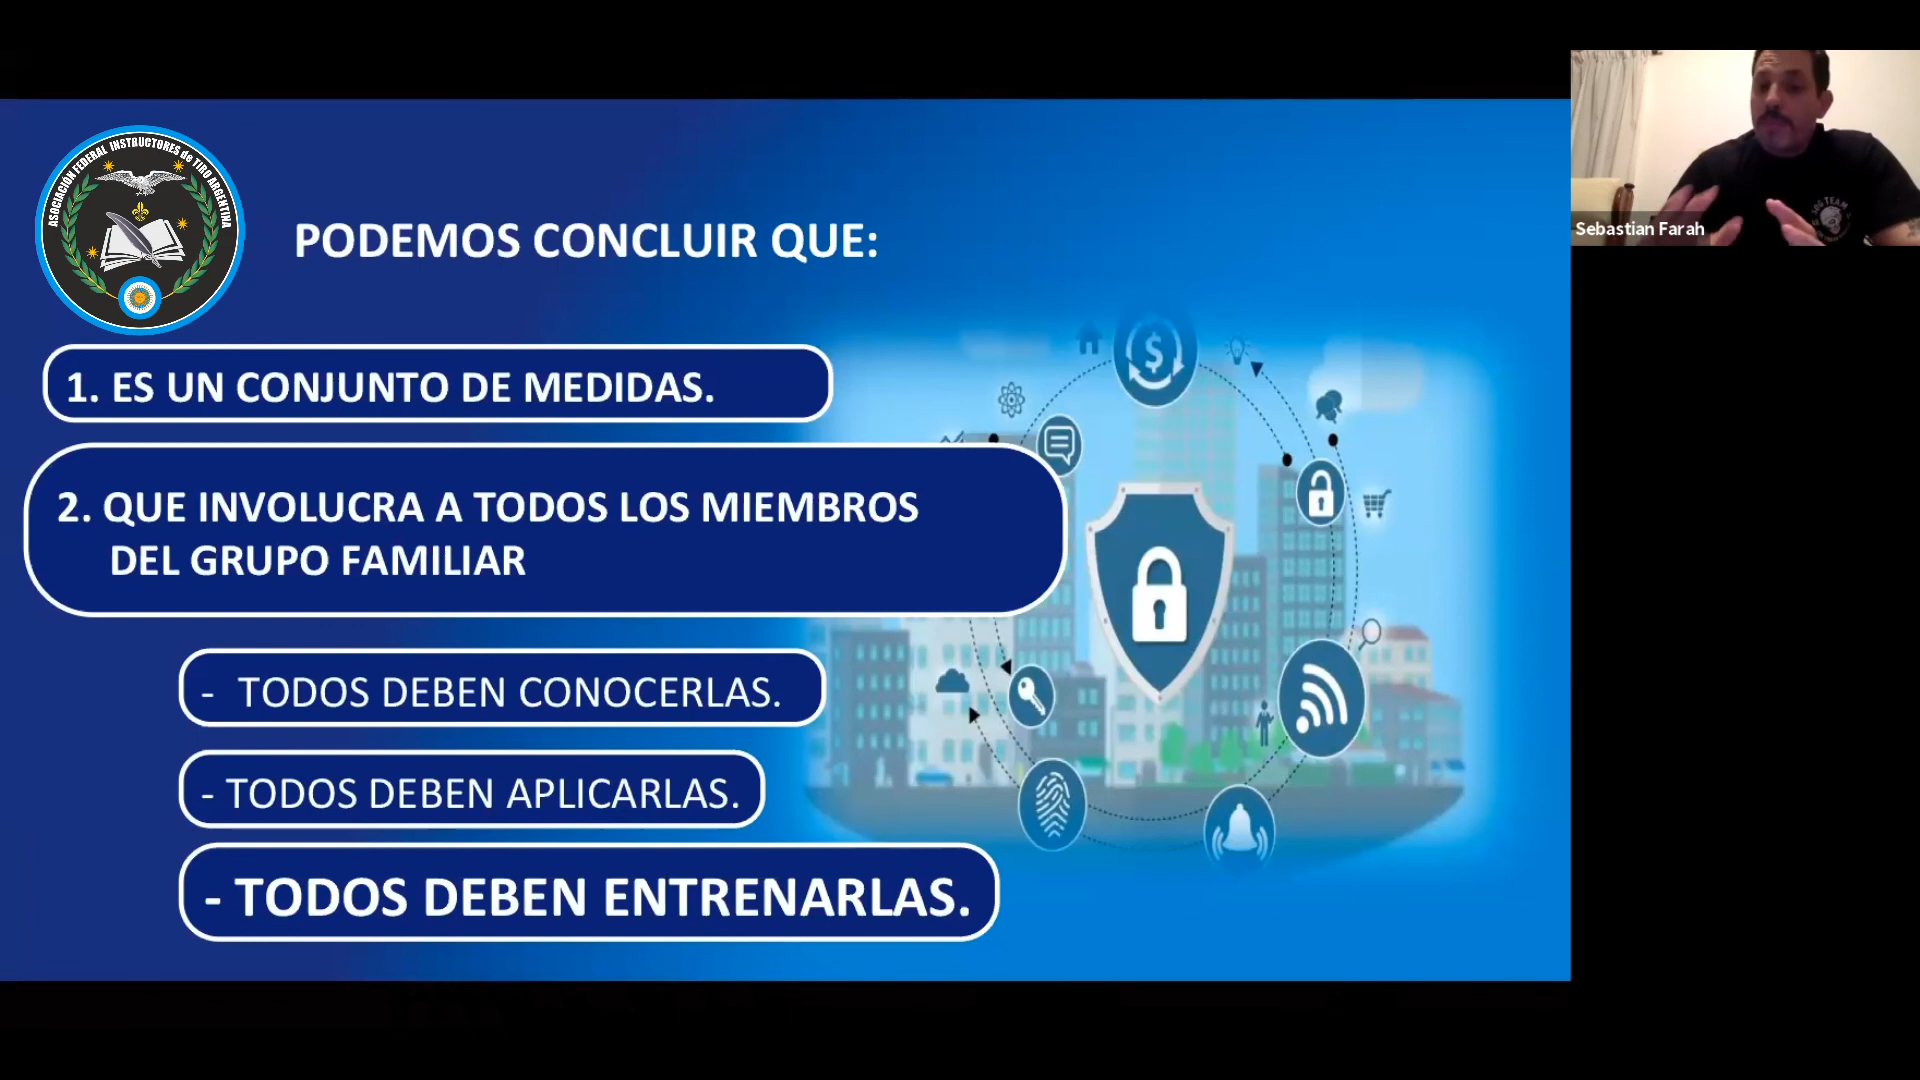 ASOCIACIÓN FEDERAL INSTRUCTORES de TIRO ARGENTINA
PODEMOS CONCLUIR QUE:
1. ES UN CONJUNTO DE MEDIDAS.
2. QUE INVOLUCRA A TODOS LOS MIEMBROS
DEL GRUPO FAMILIAR
- TODOS DEBEN CONOCERLAS.
- TODOS DEBEN APLICARLAS.
- TODOS DEBEN ENTRENARLAS.
$
TEAM
Sebastian Farah